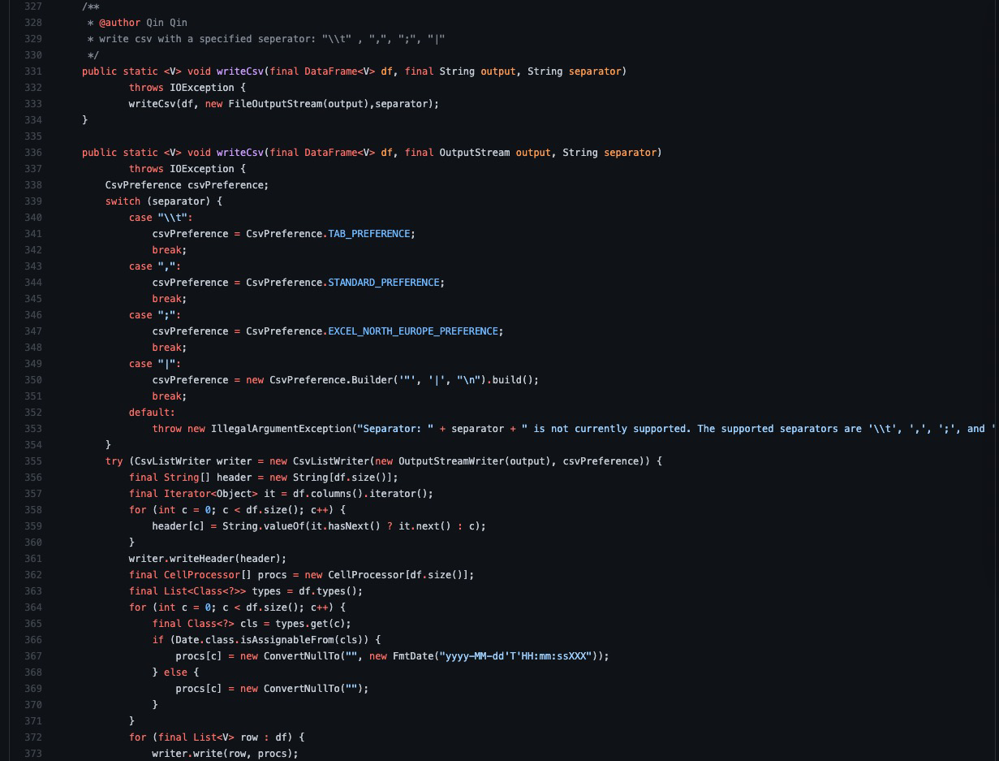 327 /**
328 * @author Qin Qin
329 * write csv with a specified seperator: "\\t" , ",", ";", "|"
330 */
331 public static <V> void writeCsv(final DataFrame<V> df, final String output, String separator)
332 throws IOException {
333 writeCsv(df, new FileOutputStream(output),separator);
334 }
335
336 public static <V> void writeCsv(final DataFrame<V> df, final OutputStream output, String separator)
337 throws IOException {
338 CsvPreference csvPreference;
339 switch (separator) {
340 case "\\t":
341 csvPreference = CsvPreference.TAB_PREFERENCE;
342 break;
343 case ",":
344 csvPreference = CsvPreference.STANDARD_PREFERENCE;
345 break;
346 case ";":
347 csvPreference = CsvPreference.EXCEL_NORTH_EUROPE_PREFERENCE;
348 break;
349 case "|":
350 csvPreference = new CsvPreference.Builder('"', '|', "\n").build();
351 break;
352 default:
353 throw new IllegalArgumentException("Separator: " + separator + " is not currently supported. The supported separators are '\\t', ',', ';', and '
354 }
355 try (CsvListWriter writer = new CsvListWriter(new OutputStreamWriter(output), csvPreference)) {
356 final String[] header = new String[df.size()];
357 final Iterator<Object> it = df.columns().iterator();
358 for (int c = 0; c < df.size(); c++) {
359 header[c] = String.valueOf(it.hasNext() ? it.next() : c);
360 }
361 writer.writeHeader(header);
362 final CellProcessor[] procs = new CellProcessor[df.size()];
363 final List<Class<?>> types = df.types();
364 for (int c = 0; c < df.size(); c++) {
365 final Class<?> cls = types.get(c);
366 if (Date.class.isAssignableFrom(cls)) {
367 procs[c] = new ConvertNullTo("", new FmtDate("yyyy-MM-dd'T'HH:mm:ssXXX"));
368 } else {
369 procs[c] = new ConvertNullTo("");
370 }
371 }
372 for (final List<V> row : df) {
373 writer.write(row, procs);